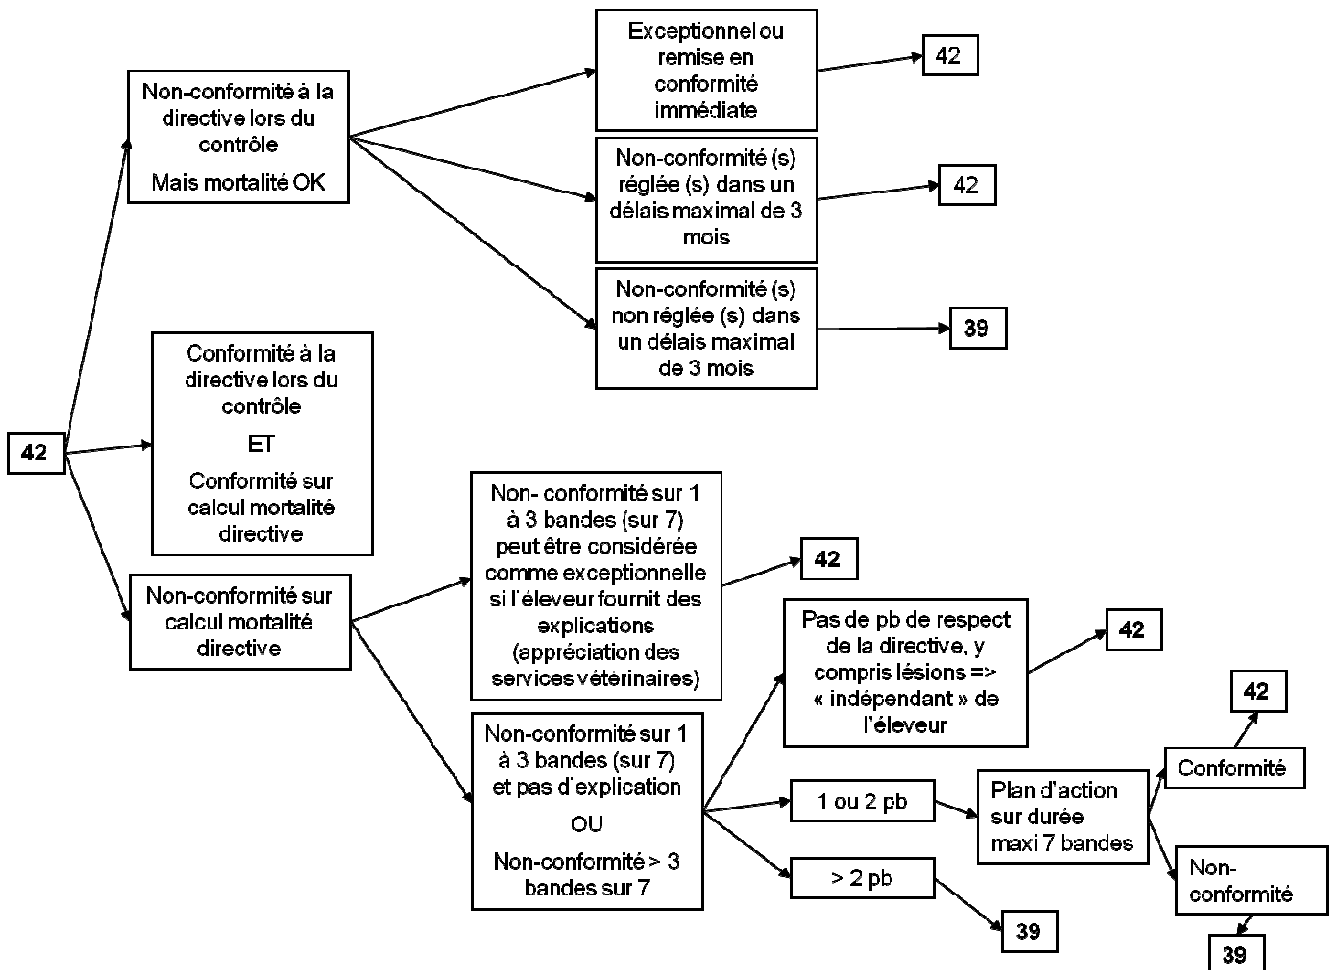 Non-conformité à la
directive lors du
contrôle
Mais mortalité OK
Exceptionnel ou
remise en
conformité
immédiate
42
Non-conformité (s)
réglée (s) dans un
délais maximal de 3
mois
42
Non-conformité (s)
non réglée (s) dans
un délais maximal
de 3 mois
39
42
Conformité à la
directive lors du
contrôle
ET
Conformité sur
calcul mortalité
directive
Non-conformité sur
calcul mortalité
directive
Non- conformité sur 1
à 3 bandes (sur 7)
peut être considérée
comme exceptionnelle
si l'éleveur fournit des
explications
(appréciation des
services vétérinaires)
42
Non-conformité sur 1
à 3 bandes (sur 7)
et pas d'explication
OU
Non-conformité > 3
bandes sur 7
Pas de pb de respect
de la directive, y
compris lésions =>
« indépendant » de
l'éleveur
42
1 ou 2 pb
Plan d'action
sur durée
maxi 7 bandes
Conformité
42
Non-
conformité
39
> 2 pb
39